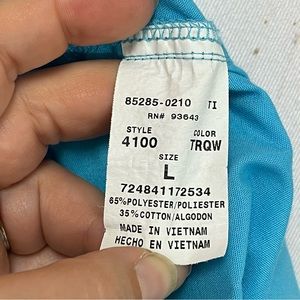 85285-0210 TI
RN# 93643
STYLE COLOR
4100 TRQW
SIZE
L
724841172534
65%POLYESTER/POLIESTER
35%COTTON/ALGODON
MADE IN VIETNAM
HECHO EN VIETNAM